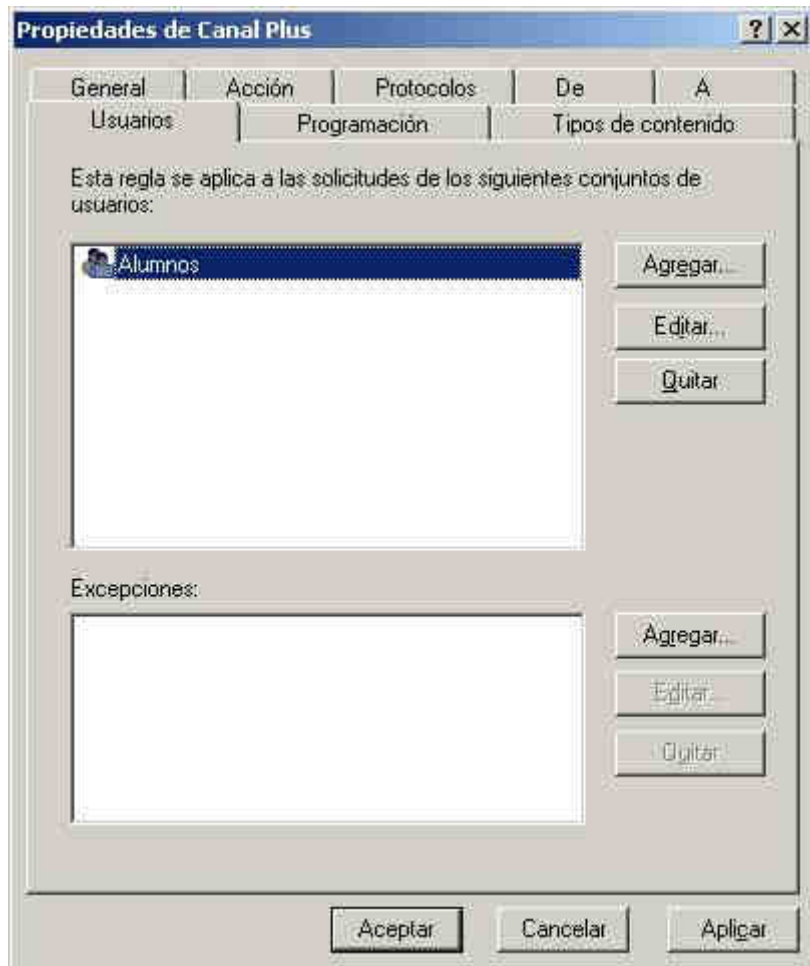 Propiedades de Canal Plus
General
Acción
Protocolos
De
A
Usuarios
Programación
Tipos de contenido
Esta regla se aplica a las solicitudes de los siguientes conjuntos de
usuarios:
Alumnos
Agregar...
Editar...
Quitar
Excepciones:
Agregar...
Editar...
Quitar
Aceptar
Cancelar
Aplicar